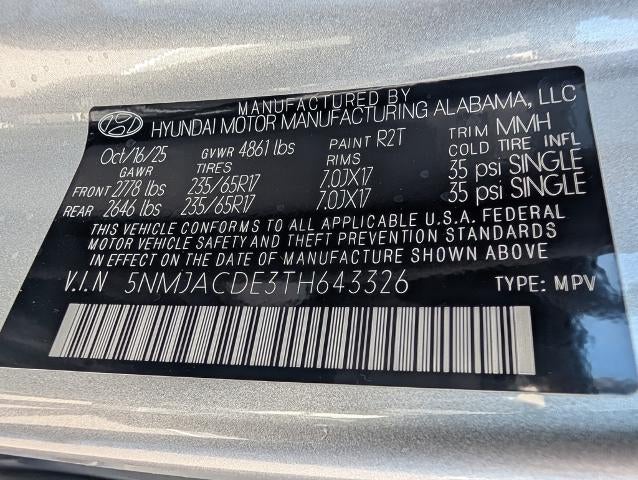 MANUFACTURED BY
HYUNDAI MOTOR MANUFACTURING ALABAMA, LLC
Oct/16/25 GVWR 4861 lbs PAINT R2T TRIM MMH
GAWR TIRES RIMS COLD TIRE INFL
FRONT 2778 lbs 235/65R17 7.0JX17 35 psi SINGLE
REAR 2646 lbs 235/65R17 7.0JX17 35 psi SINGLE
THIS VEHICLE CONFORMS TO ALL APPLICABLE U.S.A. FEDERAL
MOTOR VEHICLE SAFETY AND THEFT PREVENTION STANDARDS
IN EFFECT ON THE DATE OF MANUFACTURE SHOWN ABOVE.
V.I.N 5NMJACDE3TH643326 TYPE: MPV